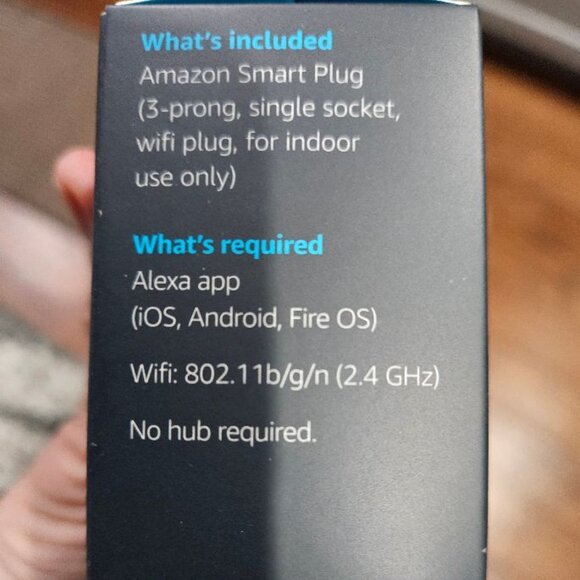 What's included
Amazon Smart Plug
(3-prong, single socket,
wifi plug, for indoor
use only)
What's required
Alexa app
(iOS, Android, Fire OS)
Wifi: 802.11b/g/n (2.4 GHz)
No hub required.